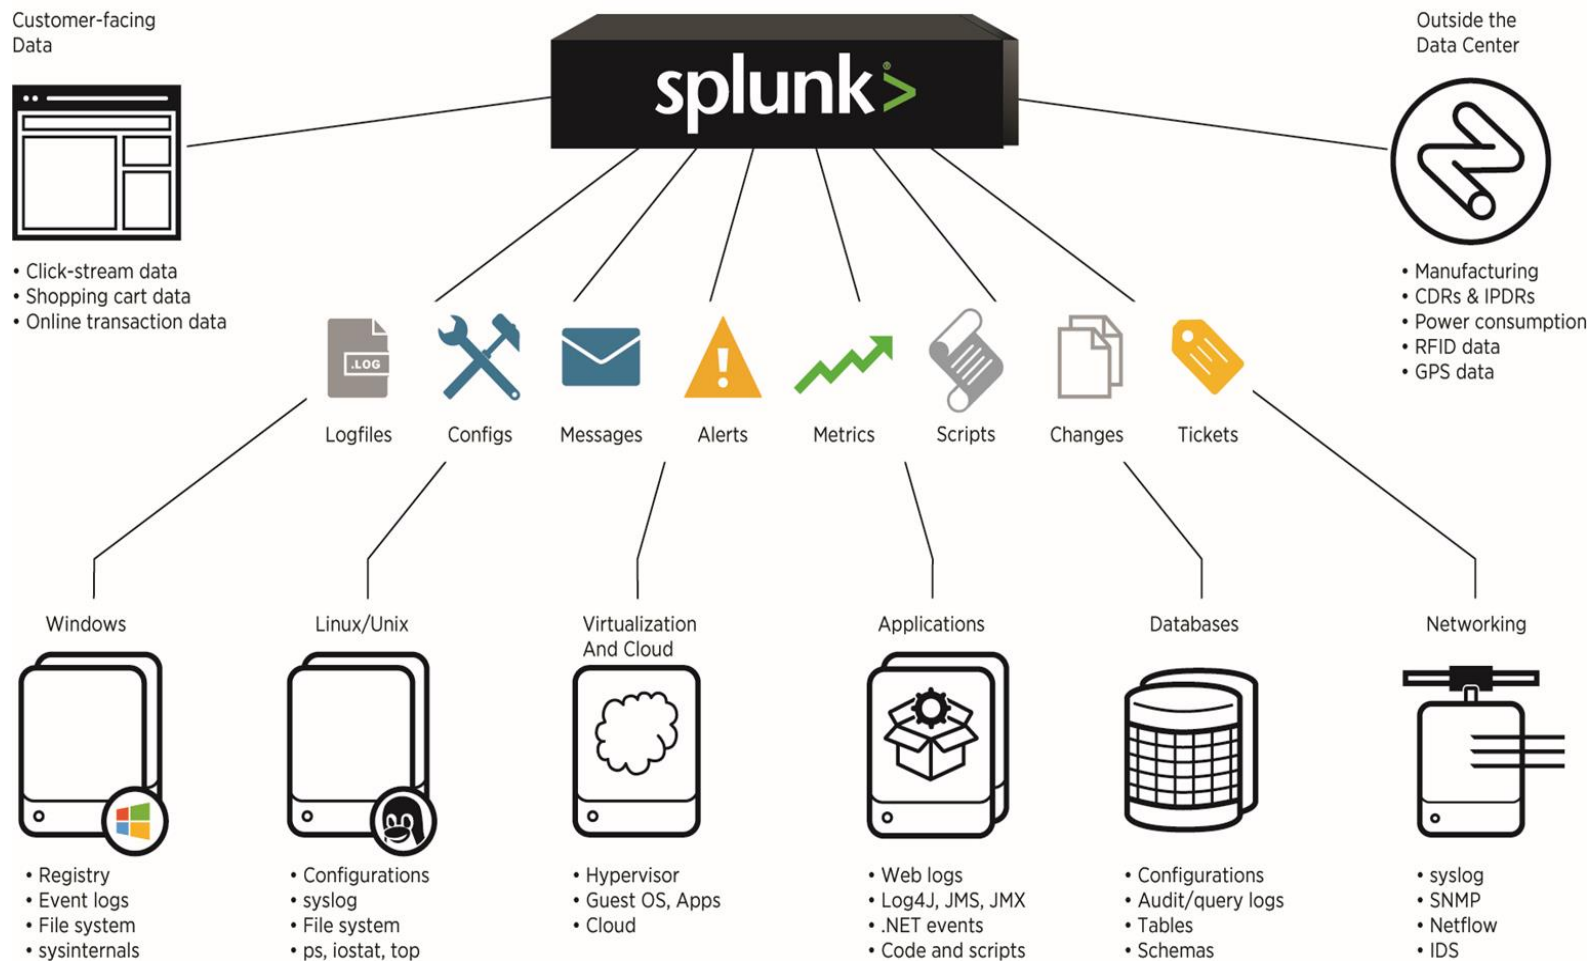 Customer-facing
Data
splunk>
Outside the
Data Center
• Click-stream data
• Shopping cart data
• Online transaction data
• Manufacturing
• CDRs & IPDRs
• Power consumption
• RFID data
• GPS data
.LOG
Logfiles
Configs
Messages
Alerts
Metrics
Scripts
Changes
Tickets
Windows
Linux/Unix
Virtualization
And Cloud
Applications
Databases
Networking
• Registry
• Event logs
• File system
• sysinternals
• Configurations
• syslog
• File system
• ps, iostat, top
• Hypervisor
• Guest OS, Apps
• Cloud
• Web logs
• Log4J, JMS, JMX
• .NET events
• Code and scripts
• Configurations
• Audit/query logs
• Tables
• Schemas
• syslog
• SNMP
• Netflow
• IDS